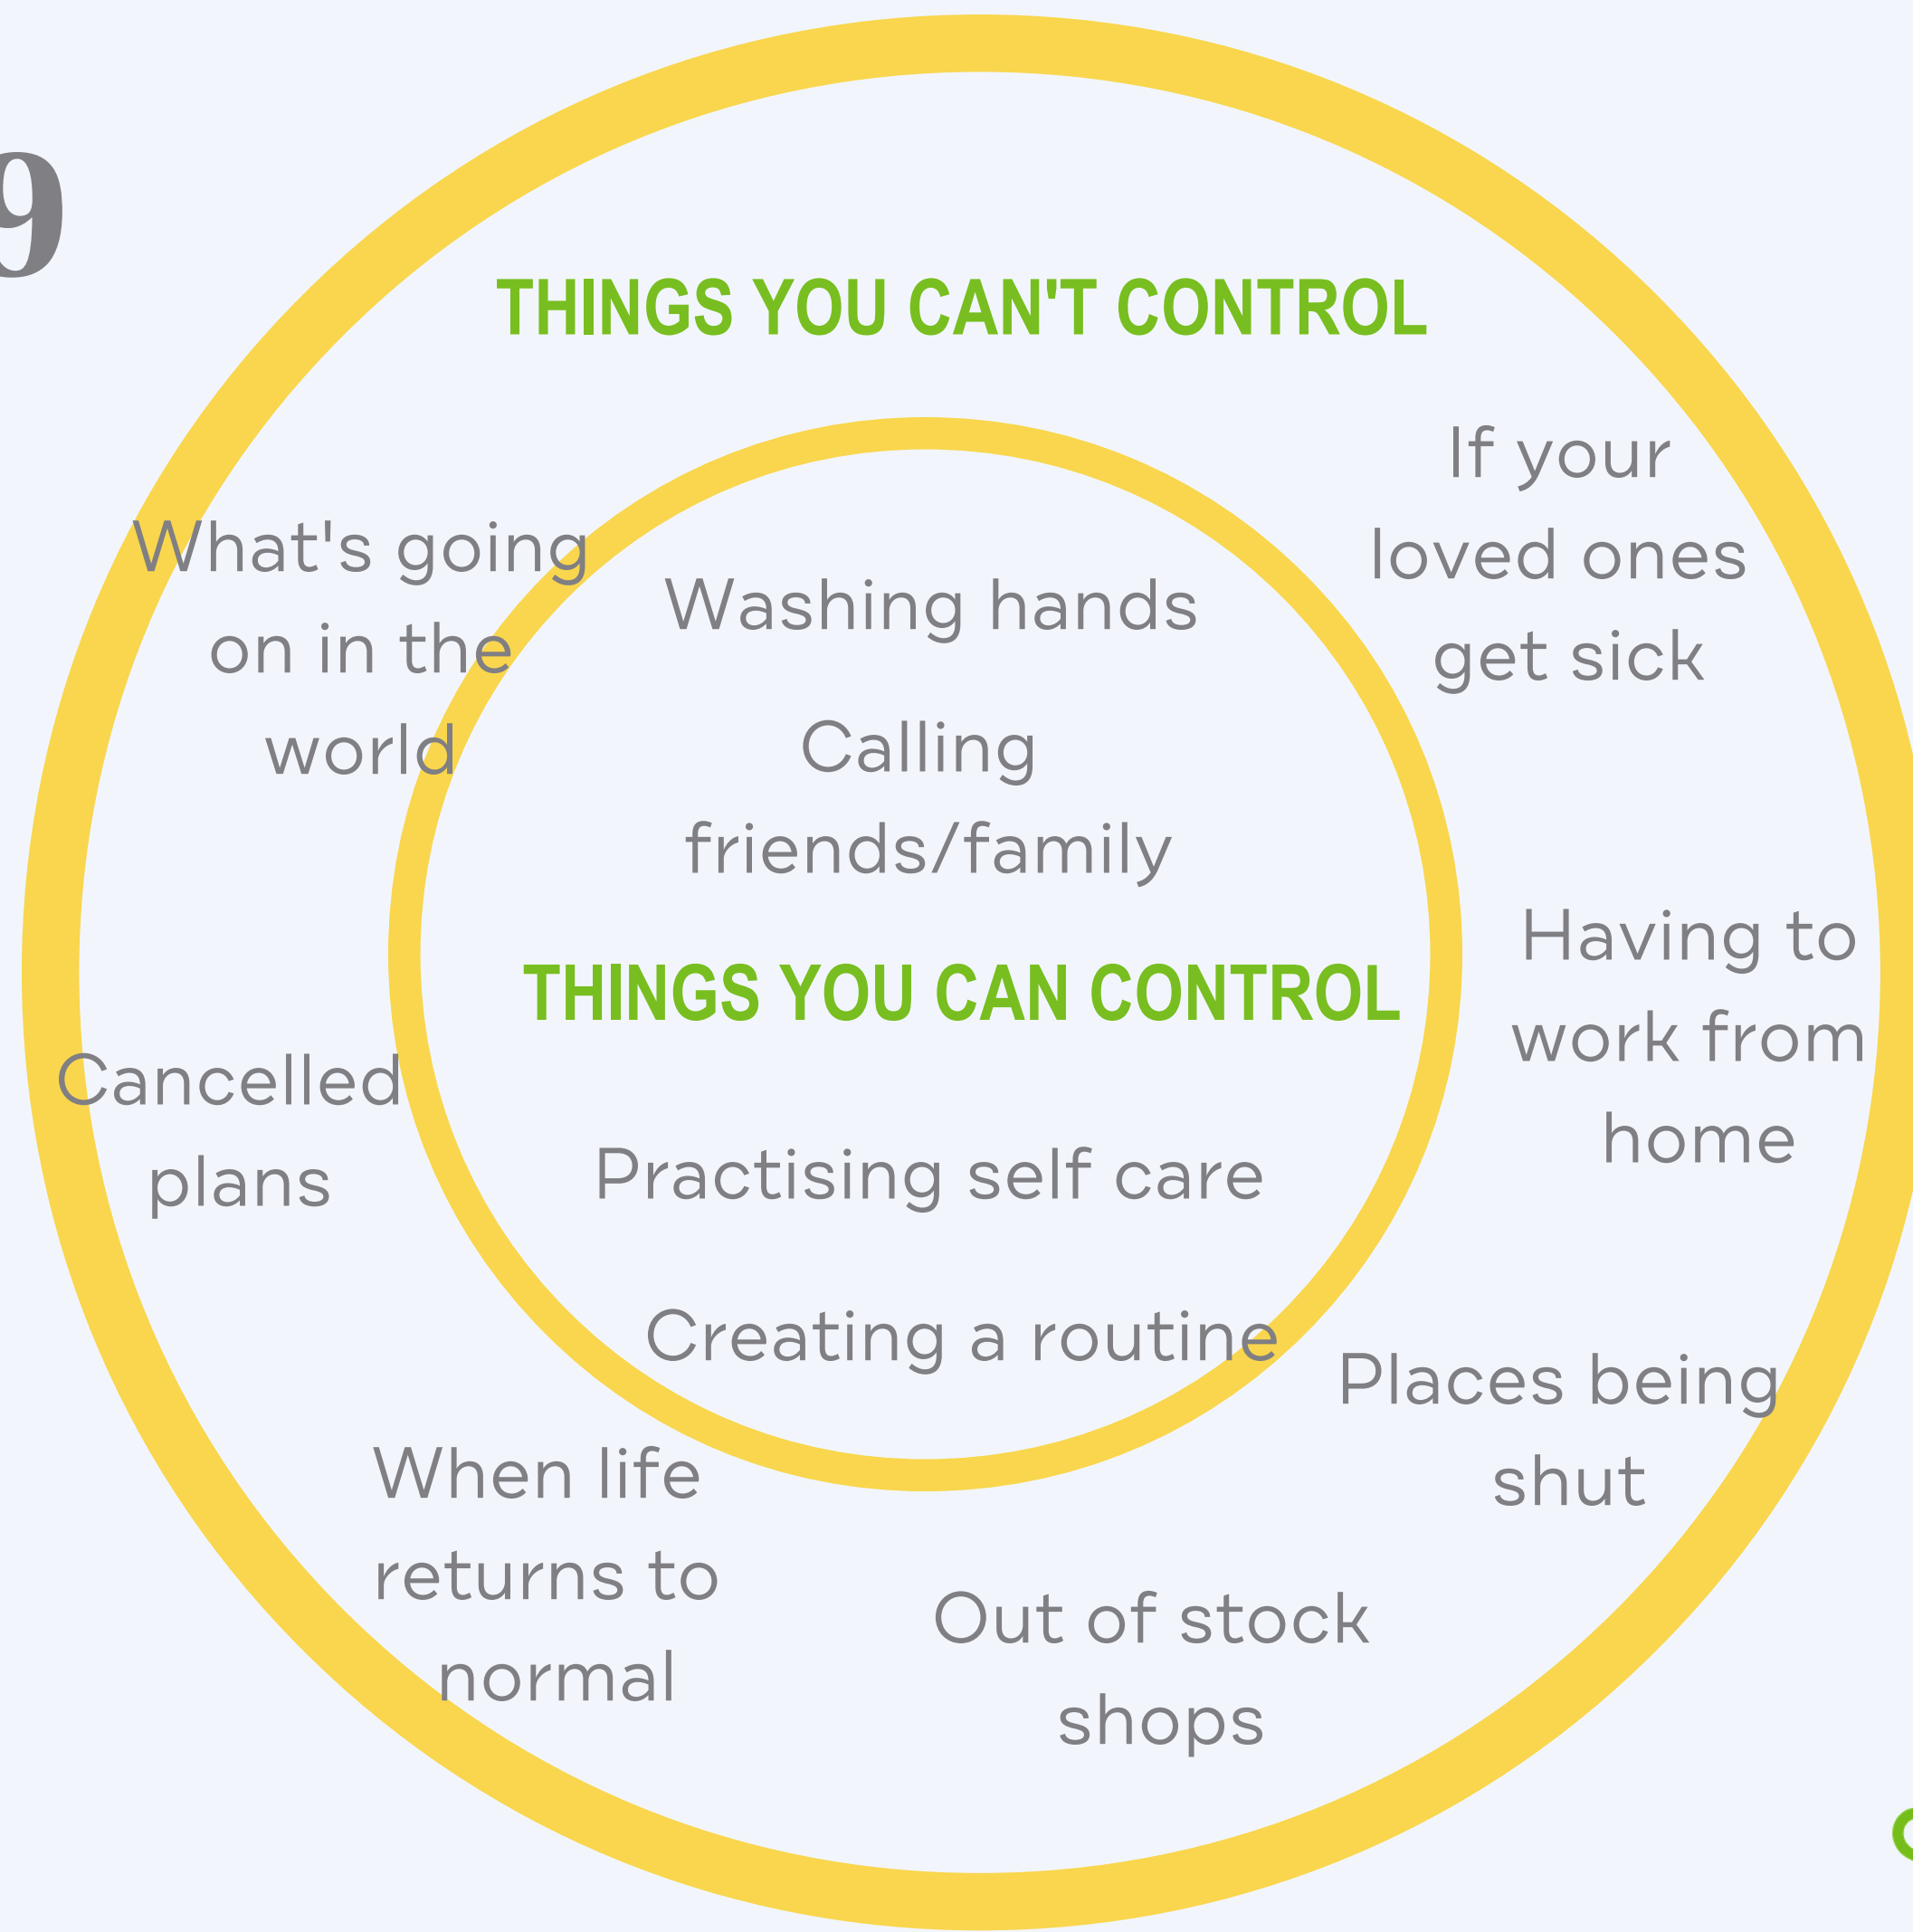 9
THINGS YOU CAN'T CONTROL
If your
loved ones
get sick
What's going
on in the
world
Washing hands
Calling
friends/family
THINGS YOU CAN CONTROL
Having to
work from
home
Cancelled
plans
Practising self care
Creating a routine
Places being
shut
When life
returns to
normal
Out of stock
shops